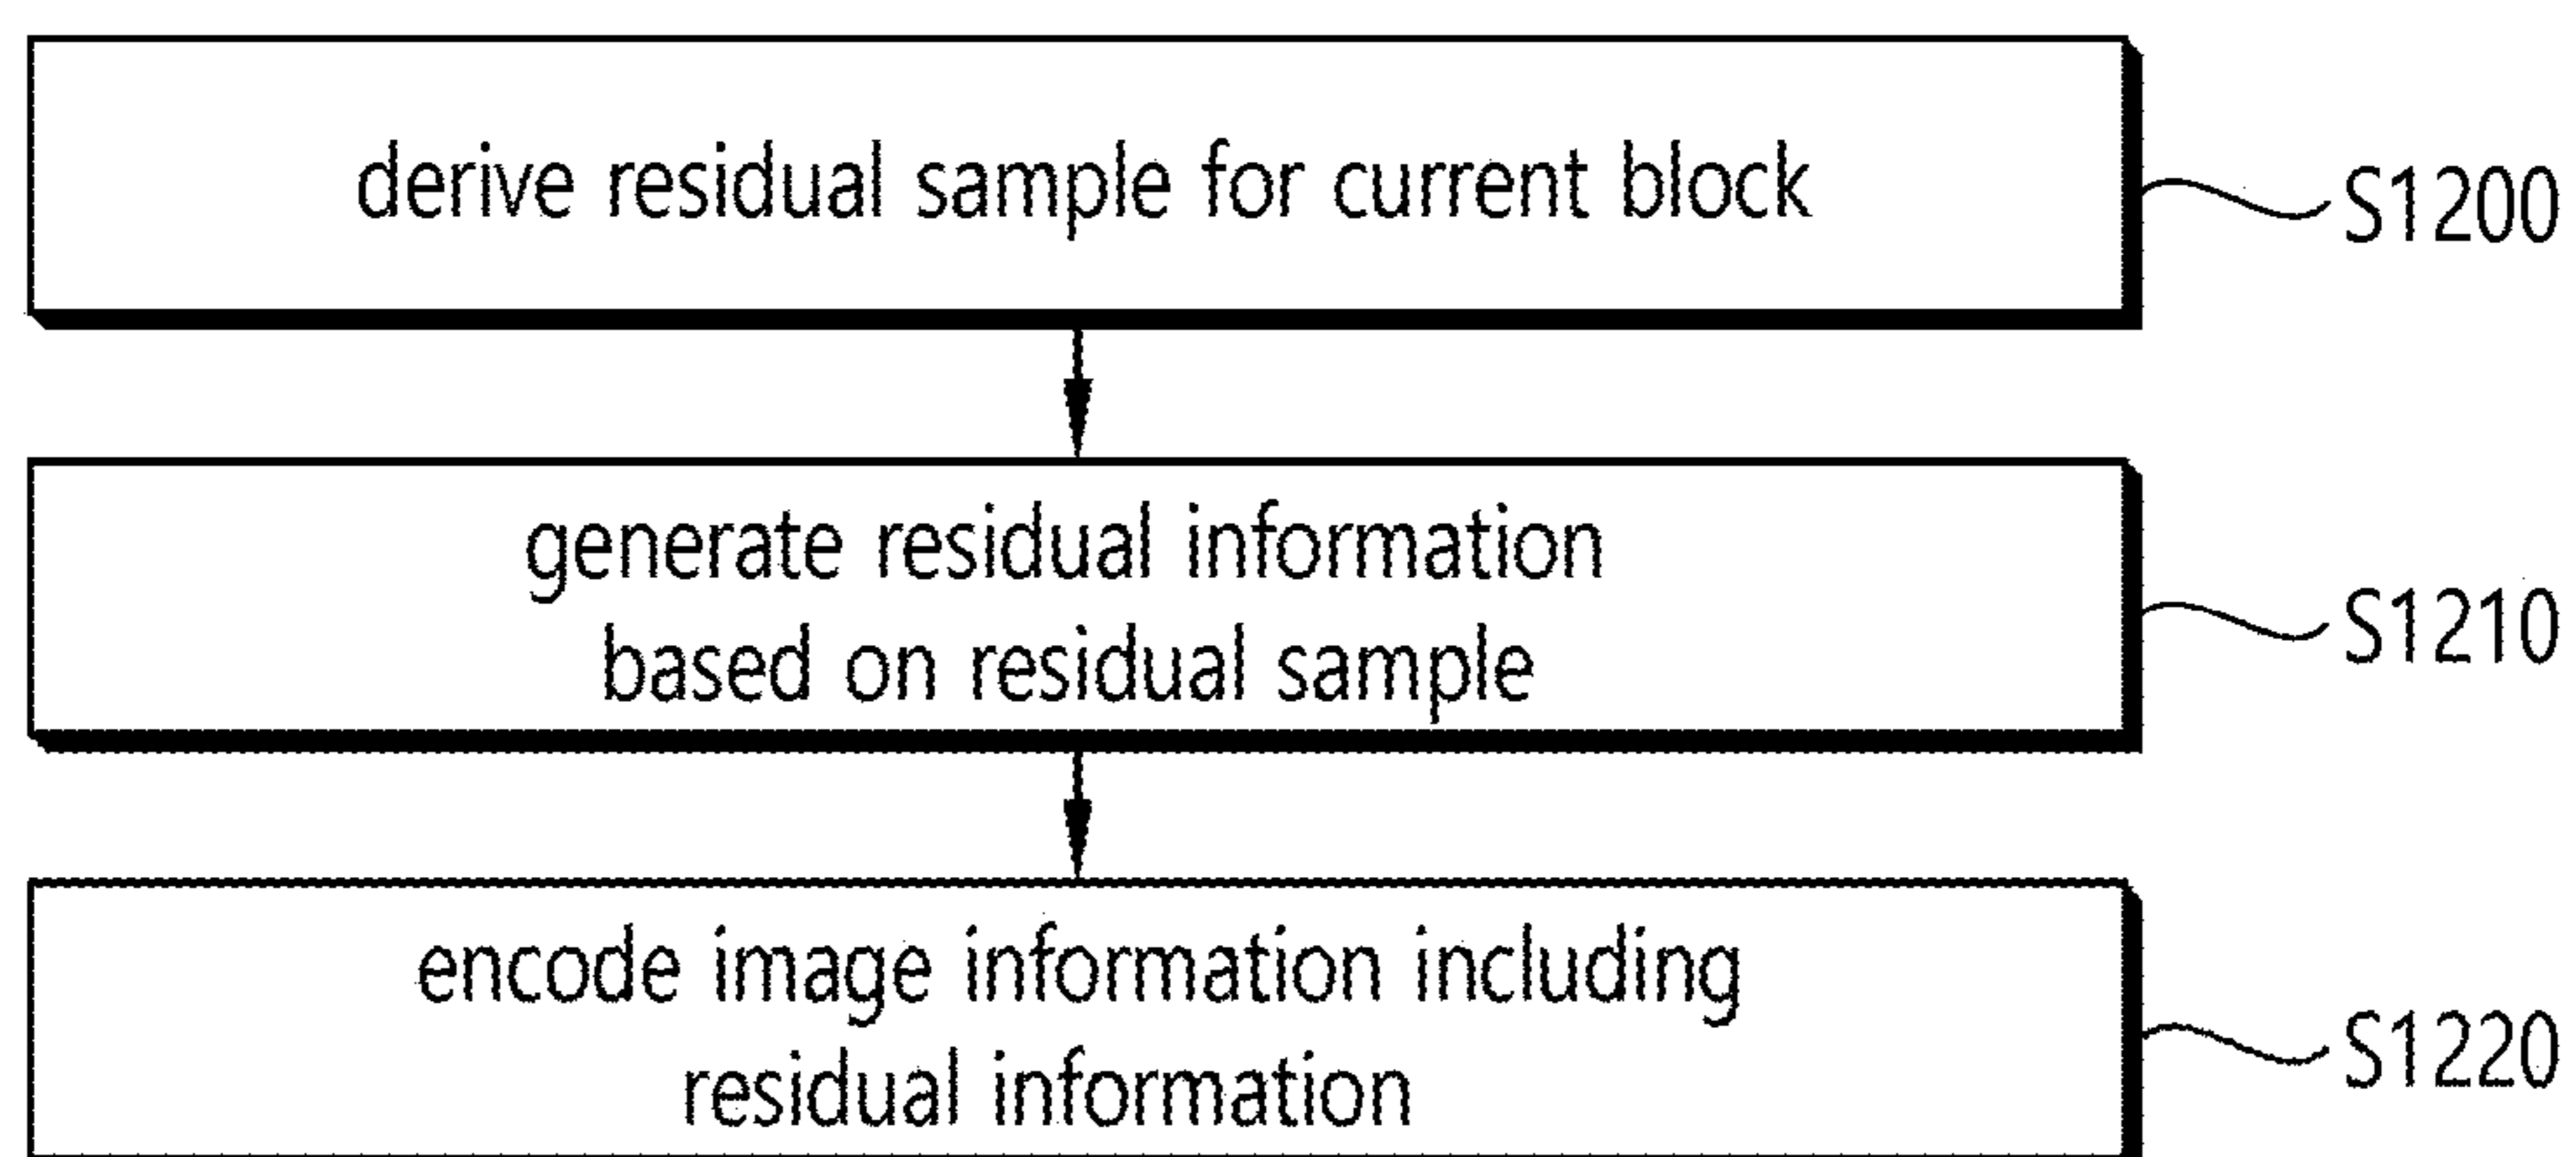 derive residual sample for current block
S1200
generate residual information
based on residual sample
S1210
encode image information including
residual information
S1220